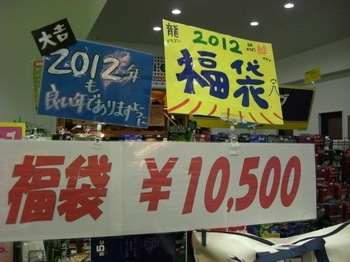 大吉
2012年
も
良い年でありますように
龍
2012
福袋
福袋 ¥10,500